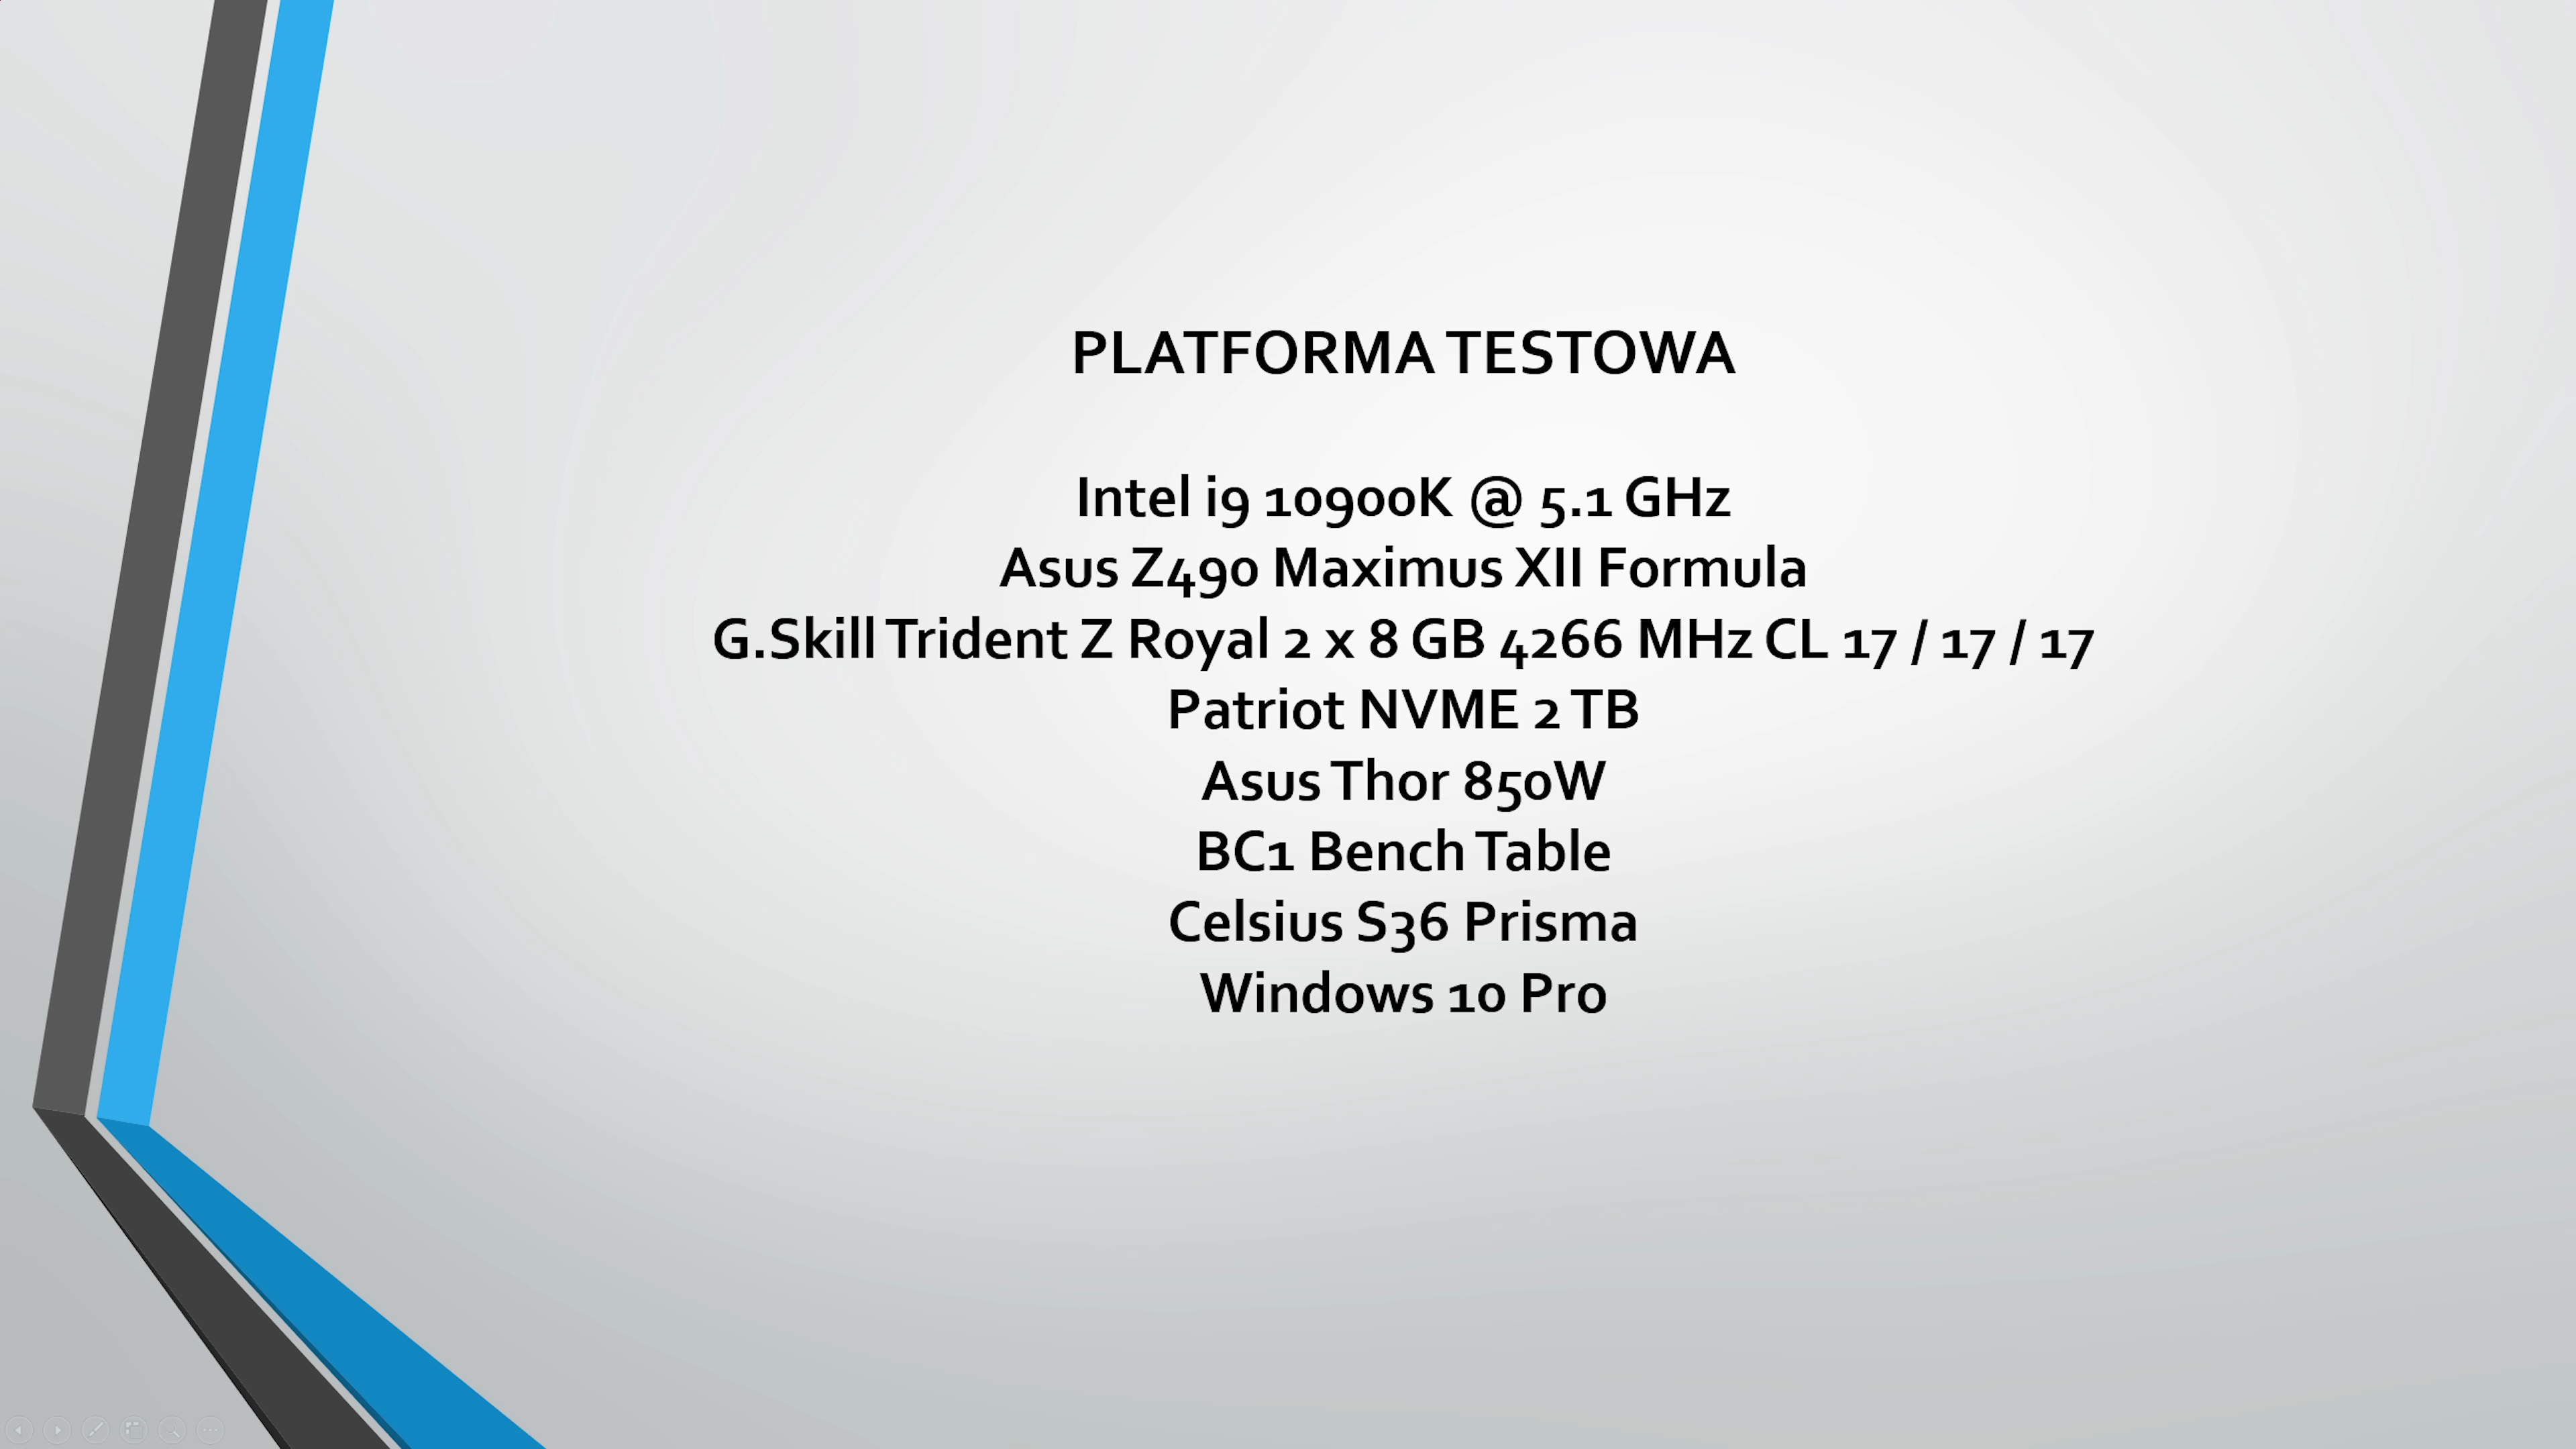 PLATFORMA TESTOWA
Intel i9 10900K @ 5.1 GHz
Asus Z490 Maximus XII Formula
G.Skill Trident Z Royal 2 x 8 GB 4266 MHz CL 17 / 17 / 17
Patriot NVME 2 TB
Asus Thor 850W
BC1 Bench Table
Celsius S36 Prisma
Windows 10 Pro